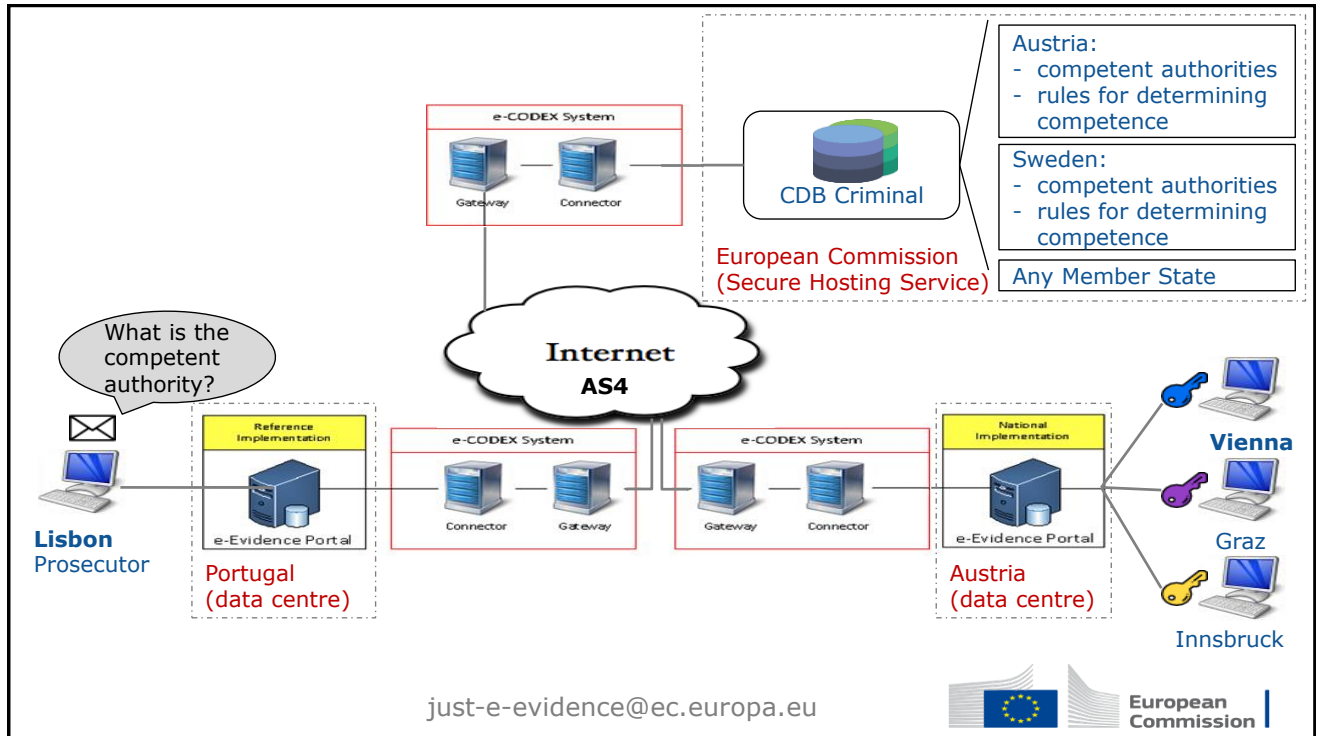 e-CODEX System
Gateway
Connector
CDB Criminal
European Commission
(Secure Hosting Service)
Austria:
- competent authorities
- rules for determining
competence
Sweden:
- competent authorities
- rules for determining
competence
Any Member State
Internet
AS4
What is the
competent
authority?
Lisbon
Prosecutor
Reference
Implementation
e-Evidence Portal
Portugal
(data centre)
e-CODEX System
Connector
Gateway
e-CODEX System
Gateway
Connector
National
Implementation
e-Evidence Portal
Austria
(data centre)
Vienna
Graz
Innsbruck
just-e-evidence@ec.europa.eu
European
Commission